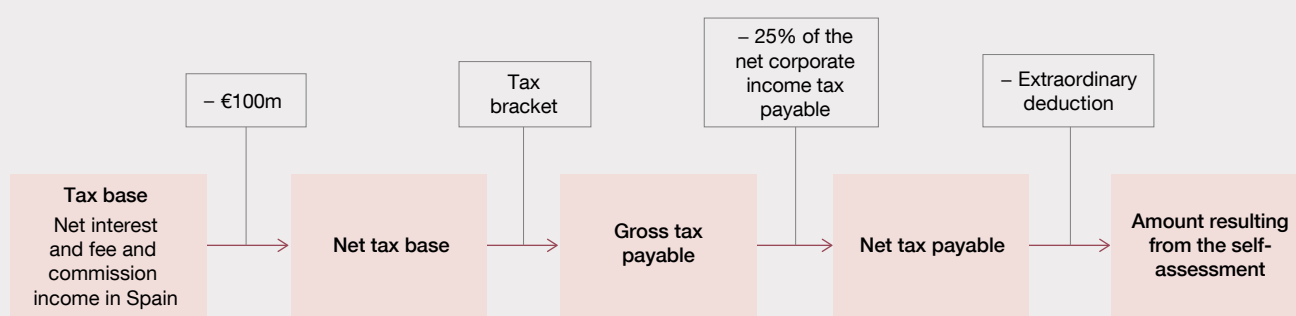 – €100m
Tax
bracket
– 25% of the
net corporate
income tax
payable
– Extraordinary
deduction
Tax base
Net interest
and fee and
commission
income in Spain
Net tax base
Gross tax
payable
Net tax payable
Amount resulting
from the self-
assessment